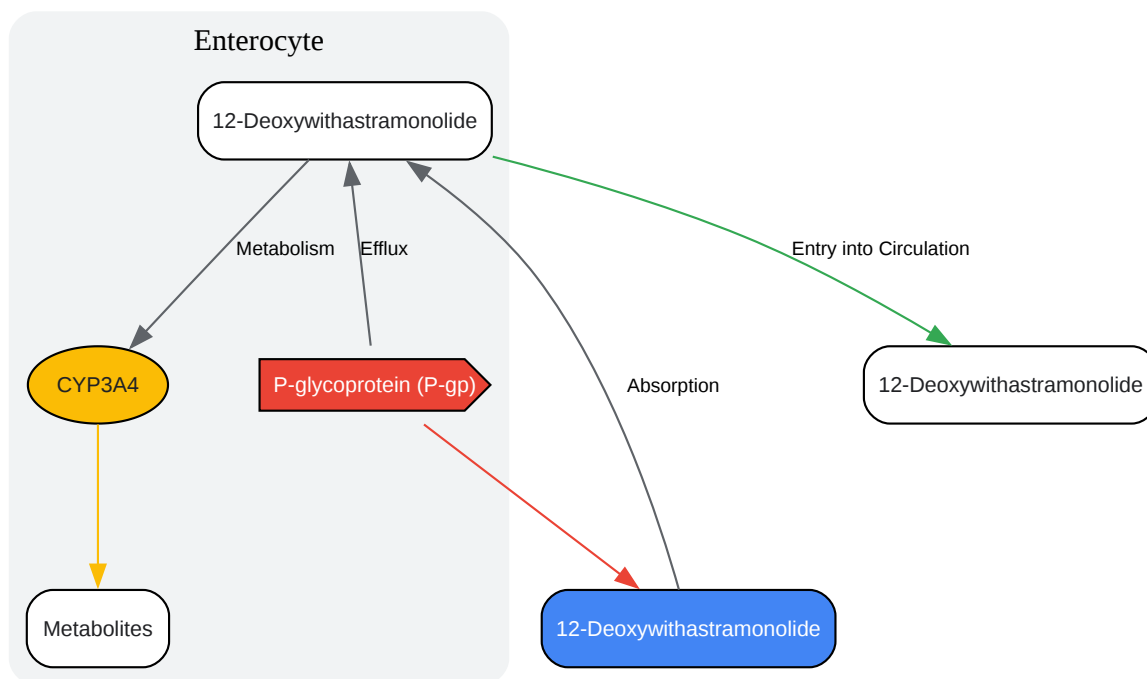 Enterocyte
12-Deoxywithastramonolide
Metabolism
Efflux
Entry into Circulation
CYP3A4
P-glycoprotein (P-gp)
Absorption
12-Deoxywithastramonolide
Metabolites
12-Deoxywithastramonolide